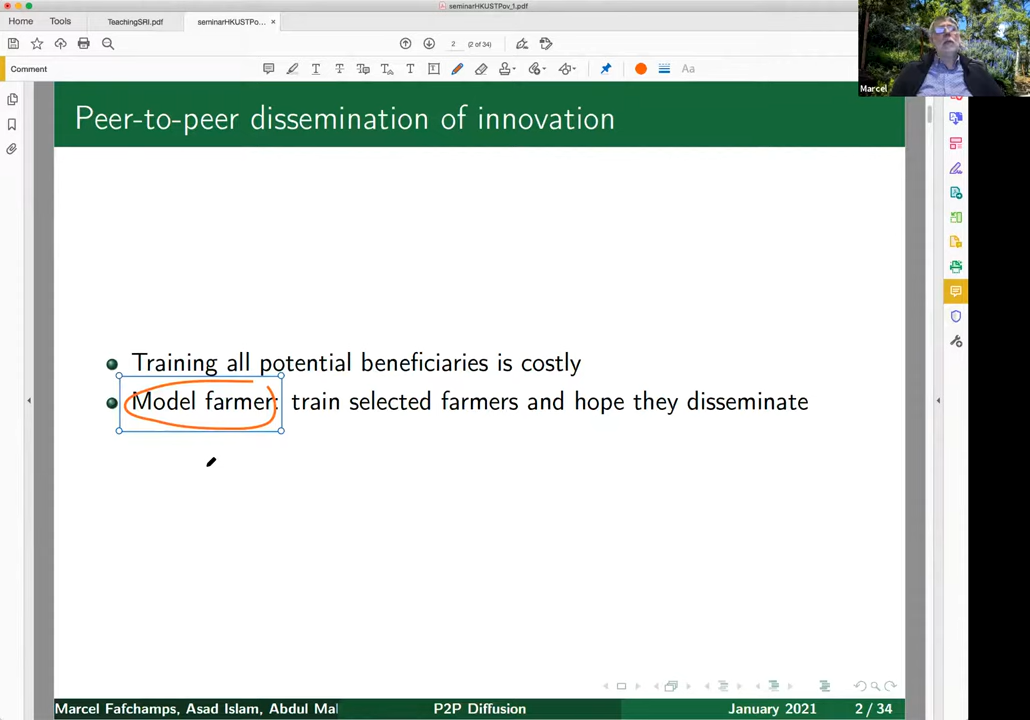 seminarHKUSTPov_1.pdf
Home Tools TeachingSRI.pdf seminarHKUSTPo... ×
2 (2 of 34)
Comment
Aa
Marcel
Peer-to-peer dissemination of innovation
Training all potential beneficiaries is costly
Model farmer: train selected farmers and hope they disseminate
Marcel Fafchamps, Asad Islam, Abdul Mal P2P Diffusion January 2021 2 / 34